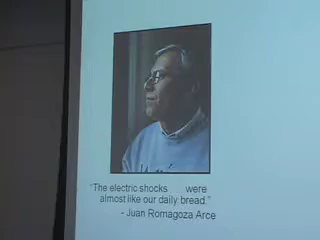 "The electric shocks were
almost like our daily bread."
- Juan Romagoza Arce